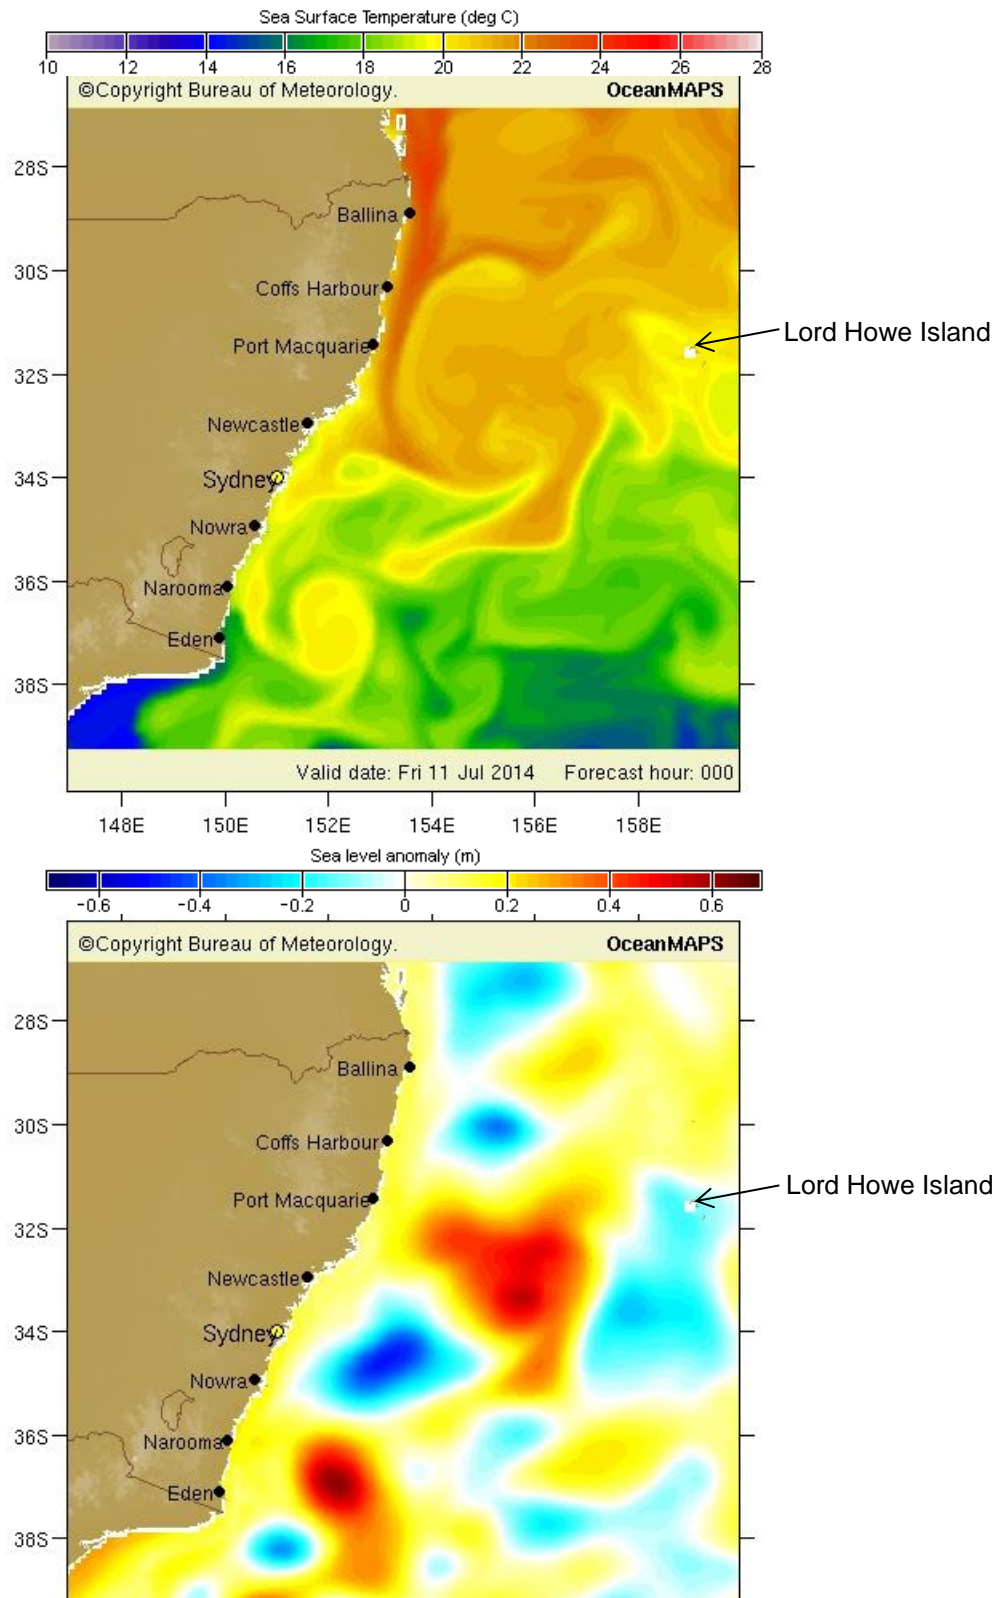 Sea Surface Temperature (deg C)
10 12 14 16 18 20 22 24 26 28
©Copyright Bureau of Meteorology. OceanMAPS
28S
Ballina
30S
Coffs Harbour
Lord Howe Island
Port Macquarie
32S
Newcastle
34S
Sydney
Nowra
36S
Narooma
Eden
38S
Valid date: Fri 11 Jul 2014 Forecast hour: 000
148E 150E 152E 154E 156E 158E
Sea level anomaly (m)
-0.6 -0.4 -0.2 0 0.2 0.4 0.6
©Copyright Bureau of Meteorology. OceanMAPS
28S
Ballina
30S
Coffs Harbour
Lord Howe Island
Port Macquarie
32S
Newcastle
34S
Sydney
Nowra
36S
Narooma
Eden
38S